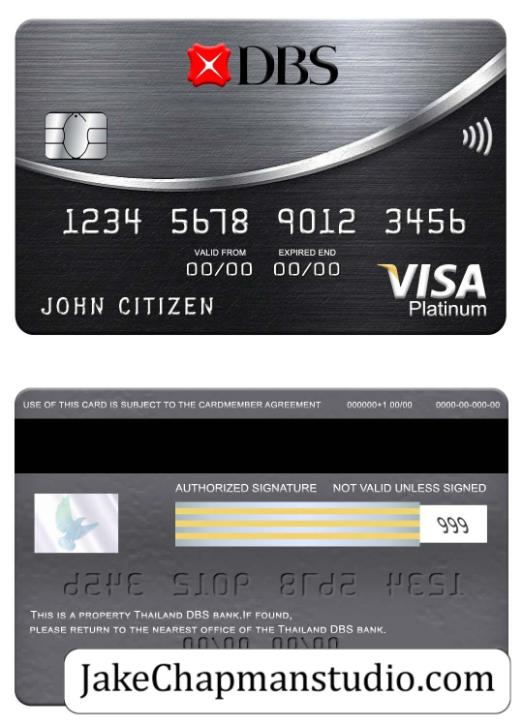 DBS
1234 5678 9012 3456
VALID FROM EXPIRED END
00/00 00/00
VISA
Platinum
JOHN CITIZEN
USE OF THIS CARD IS SUBJECT TO THE CARDMEMBER AGREEMENT 000000+1 00/00 0000-00-000-00
AUTHORIZED SIGNATURE NOT VALID UNLESS SIGNED
999
THIS IS A PROPERTY THAILAND DBS BANK.IF FOUND,
PLEASE RETURN TO THE NEAREST OFFICE OF THE THAILAND DBS BANK.
JakeChapmanstudio.com